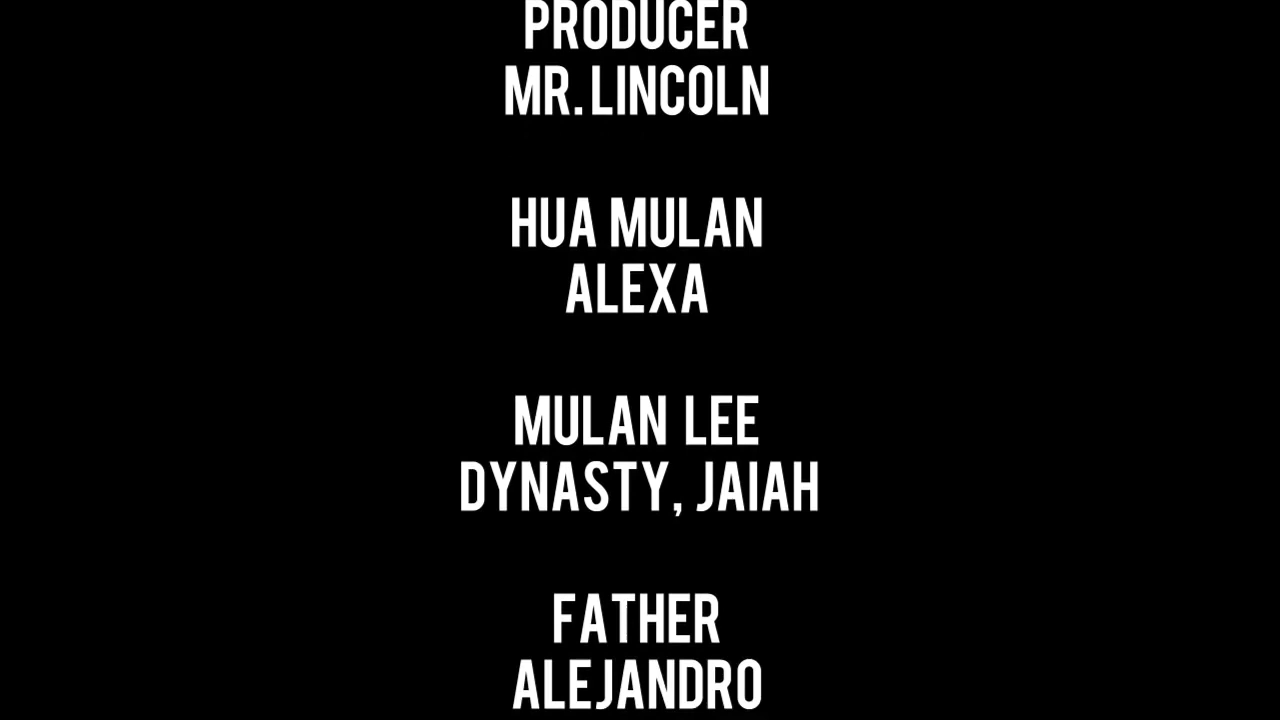 PRODUCER
MR. LINCOLN
HUA MULAN
ALEXA
MULAN LEE
DYNASTY, JAIAH
FATHER
ALEJANDRO